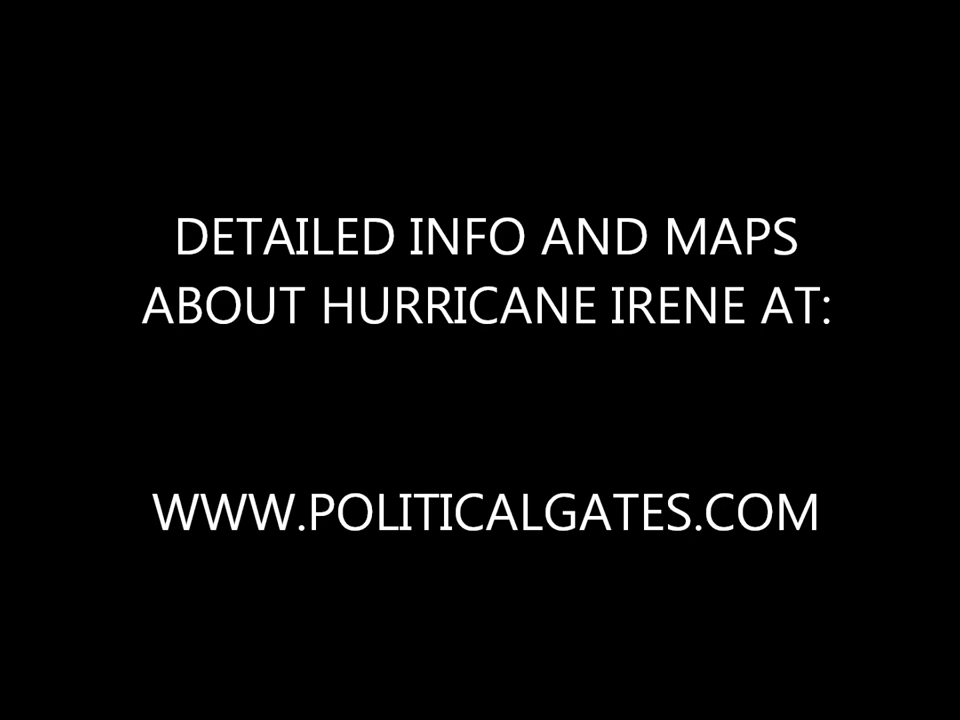 DETAILED INFO AND MAPS
ABOUT HURRICANE IRENE AT:
WWW.POLITICALGATES.COM